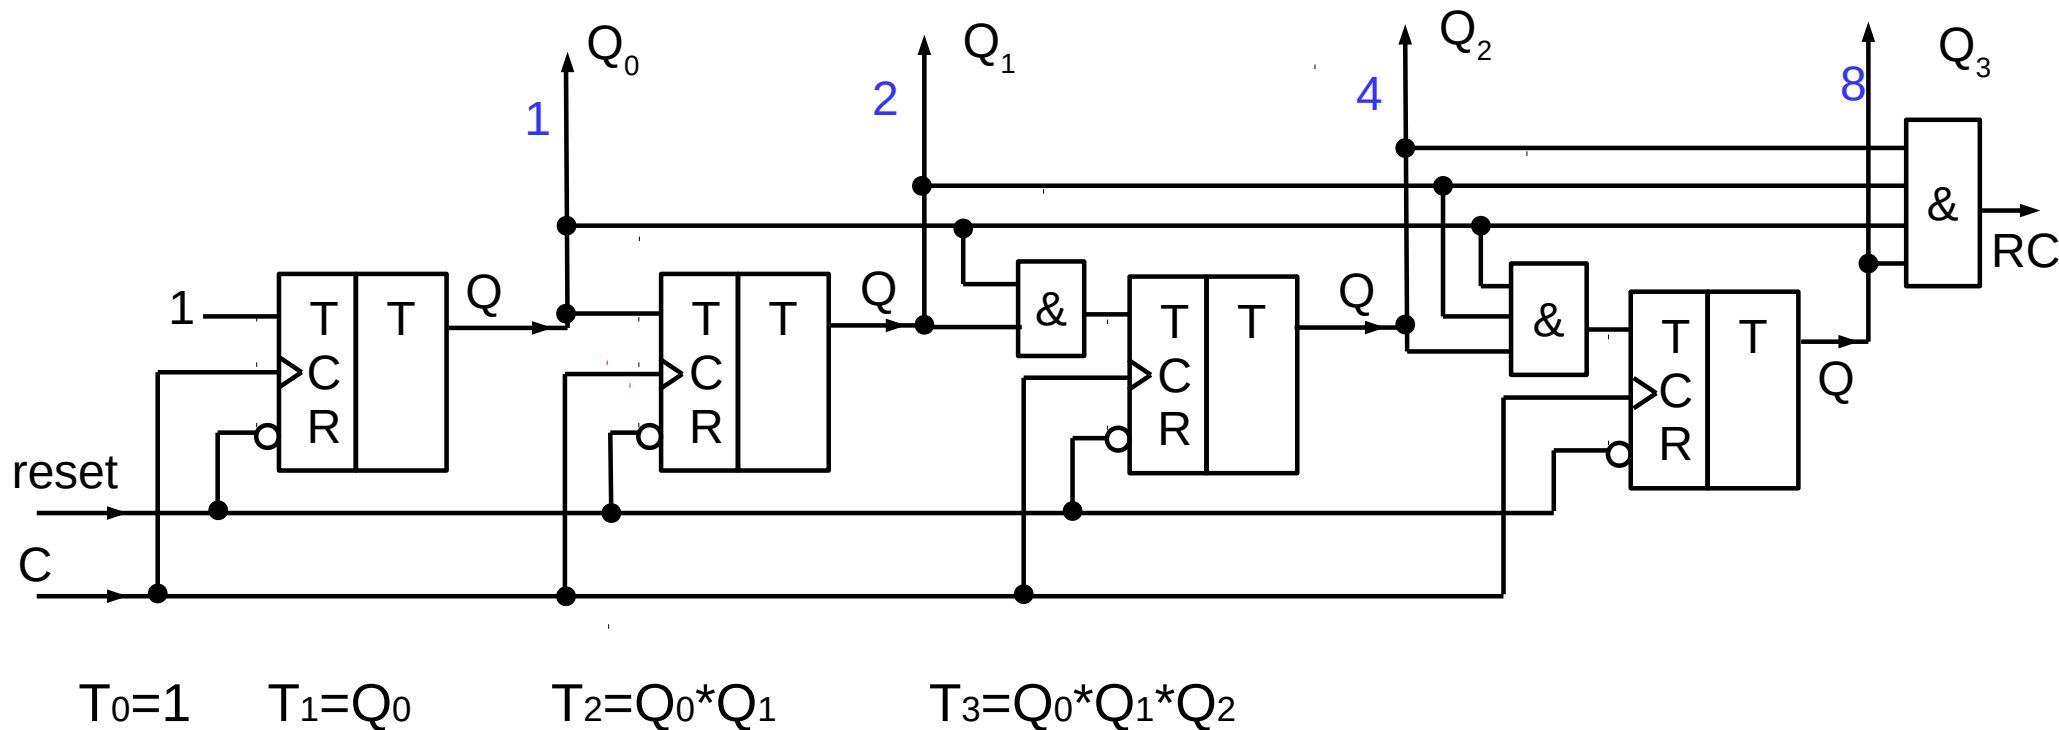 Q0 Q1 Q2 Q3
1 2 4 8
& RC
1 T T Q T T Q & T T Q & T T Q
C C C C
R R R R
reset
C
T0=1 T1=Q0 T2=Q0*Q1 T3=Q0*Q1*Q2